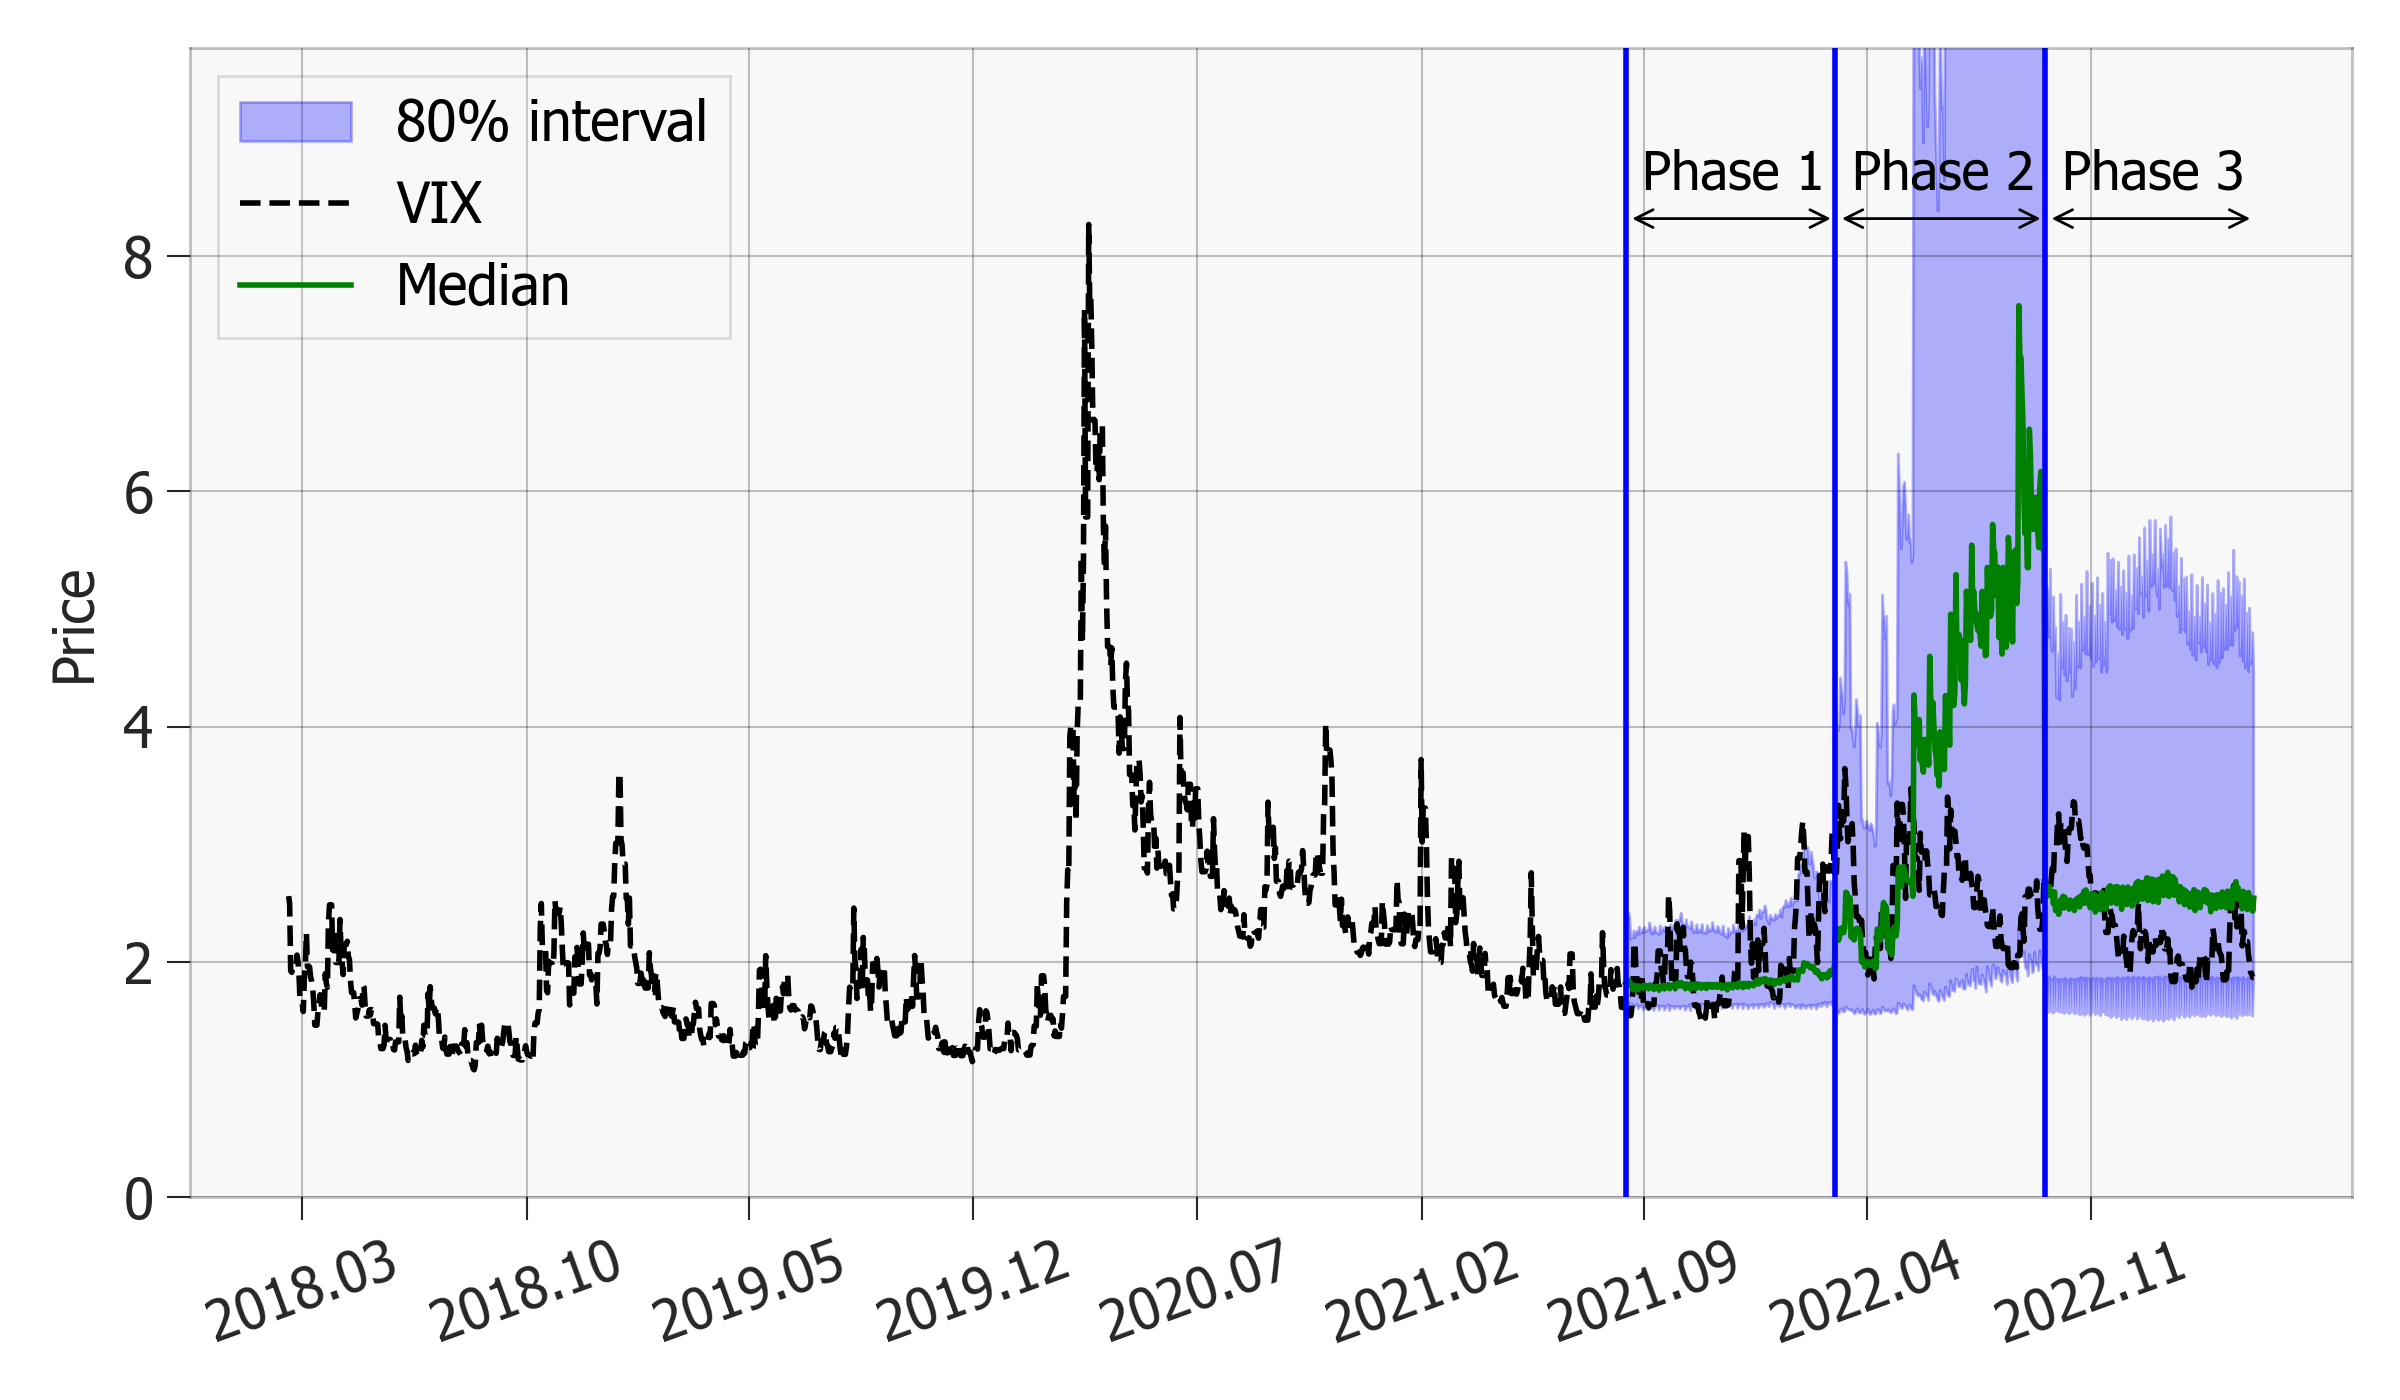 80% interval
VIX
Median
Phase 1
Phase 2
Phase 3
Price
8
6
4
2
0
2018.03
2018.10
2019.05
2019.12
2020.07
2021.02
2021.09
2022.04
2022.11